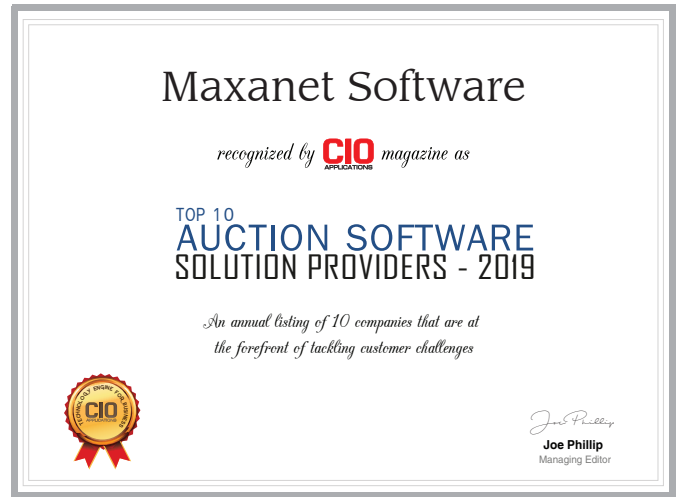 Maxanet Software
recognized by CIO APPLICATIONS magazine as
TOP 10
AUCTION SOFTWARE
SOLUTION PROVIDERS - 2019
An annual listing of 10 companies that are at
the forefront of tackling customer challenges
TECHNOLOGY ENGINE FOR BUSINESS
CIO
APPLICATIONS
Joe Phillip
Joe Phillip
Managing Editor